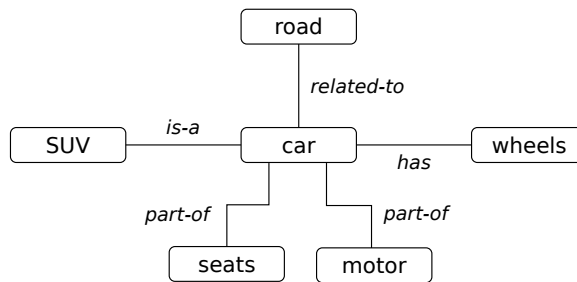 road
related-to
is-a
SUV
car
wheels
has
part-of
part-of
seats
motor